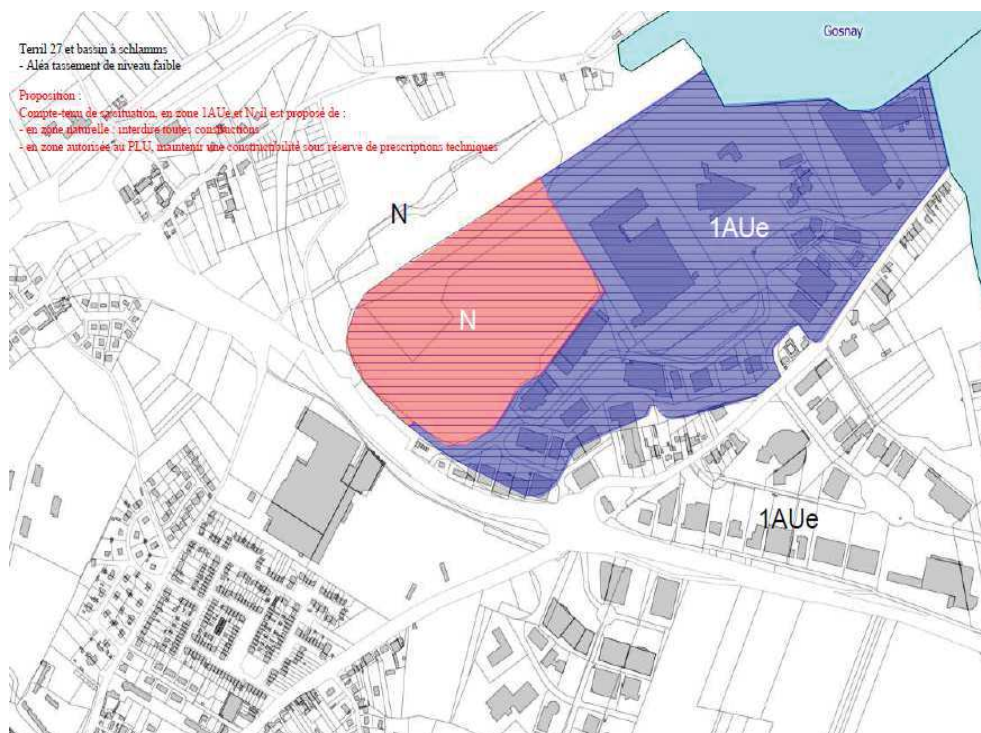 Gosnay
Terril 27 et bassin à schlamms
- Aléa tassement de niveau faible
Proposition :
Compte-tenu de sa situation, en zone 1AUe et N, il est proposé de :
- en zone naturelle : interdire toutes constructions
- en zone autorisée au PLU, maintenir une constructibilité sous réserve de prescriptions techniques
N
1AUe
N
1AUe